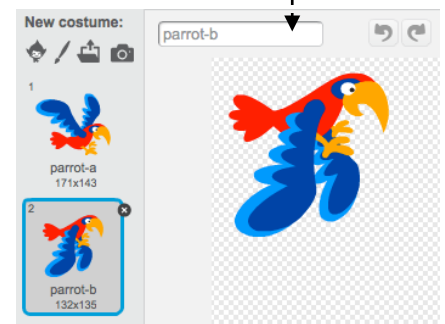 New costume:
parrot-b
1
parrot-a
171x143
2
parrot-b
132x135